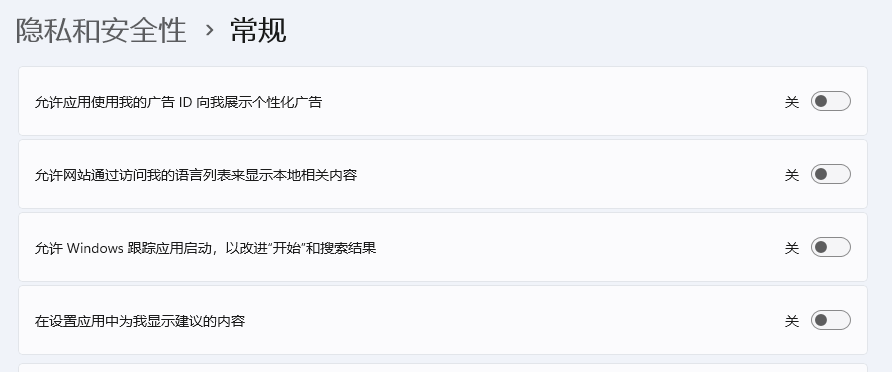 隐私和安全性 › 常规
允许应用使用我的广告 ID 向我展示个性化广告 关
允许网站通过访问我的语言列表来显示本地相关内容 关
允许 Windows 跟踪应用启动，以改进"开始"和搜索结果 关
在设置应用中为我显示建议的内容 关